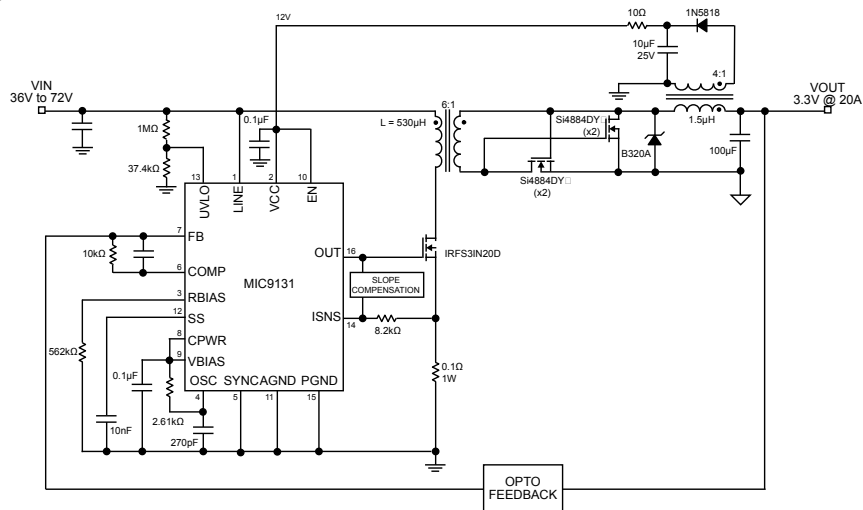 12V
10Ω
1N5818
10μF
25V
4:1
VIN
36V to 72V
VOUT
3.3V @ 20A
6:1
1MΩ
0.1μF
L = 530μH
Si4884DY□
(x2)
1.5μH
B320A
100μF
37.4kΩ
13
1
2
10
Si4884DY□
(x2)
UVLO
LINE
VCC
EN
7
FB
10kΩ
OUT
16
IRFS3IN20D
6
COMP
MIC9131
SLOPE
COMPENSATION
3
RBIAS
12
SS
ISNS
14
8.2kΩ
562kΩ
8
CPWR
9
VBIAS
0.1μF
0.1Ω
1W
OSC
SYNC
AGND
PGND
4
5
11
15
2.61kΩ
10nF
270pF
OPTO
FEEDBACK